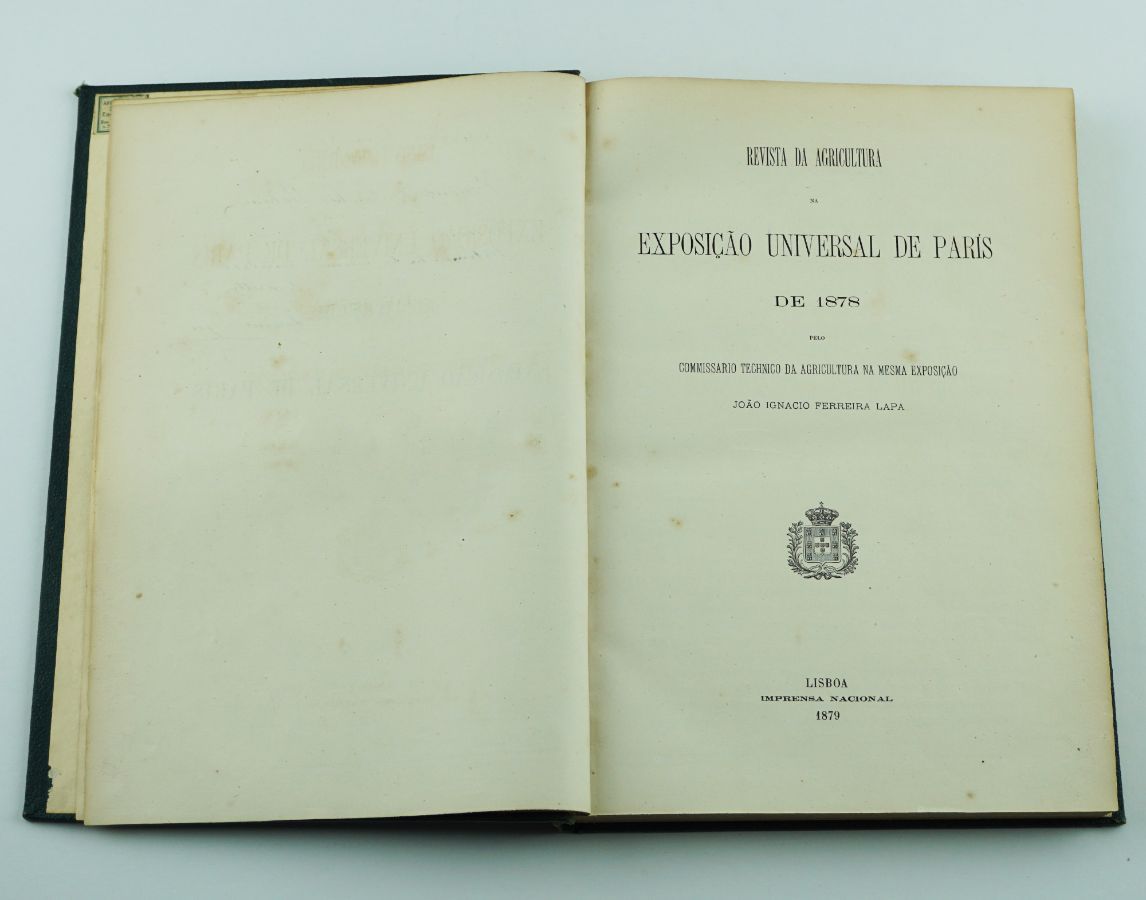 REVISTA DA AGRICULTURA
NA
EXPOSIÇÃO UNIVERSAL DE PARÍS
DE 1878
PELO
COMMISSARIO TECHNICO DA AGRICULTURA NA MESMA EXPOSIÇÃO
JOÃO IGNACIO FERREIRA LAPA
LISBOA
IMPRENSA NACIONAL
1879